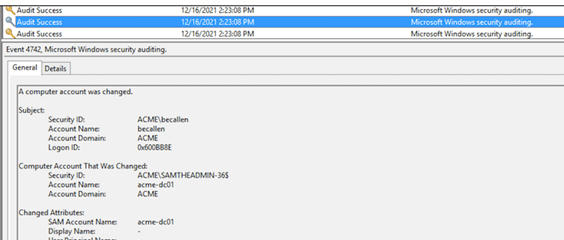 Audit Success 12/16/2021 2:23:08 PM Microsoft Windows security auditing.
Audit Success 12/16/2021 2:23:08 PM Microsoft Windows security auditing.
Audit Success 12/16/2021 2:23:08 PM Microsoft Windows security auditing.
Event 4742, Microsoft Windows security auditing.
General Details
A computer account was changed.
Subject:
Security ID: ACME\becallen
Account Name: becallen
Account Domain: ACME
Logon ID: 0x600BB8E
Computer Account That Was Changed:
Security ID: ACME\SAMTHEADMIN-36$
Account Name: acme-dc01
Account Domain: ACME
Changed Attributes:
SAM Account Name: acme-dc01
Display Name: -
User Principal Name: -